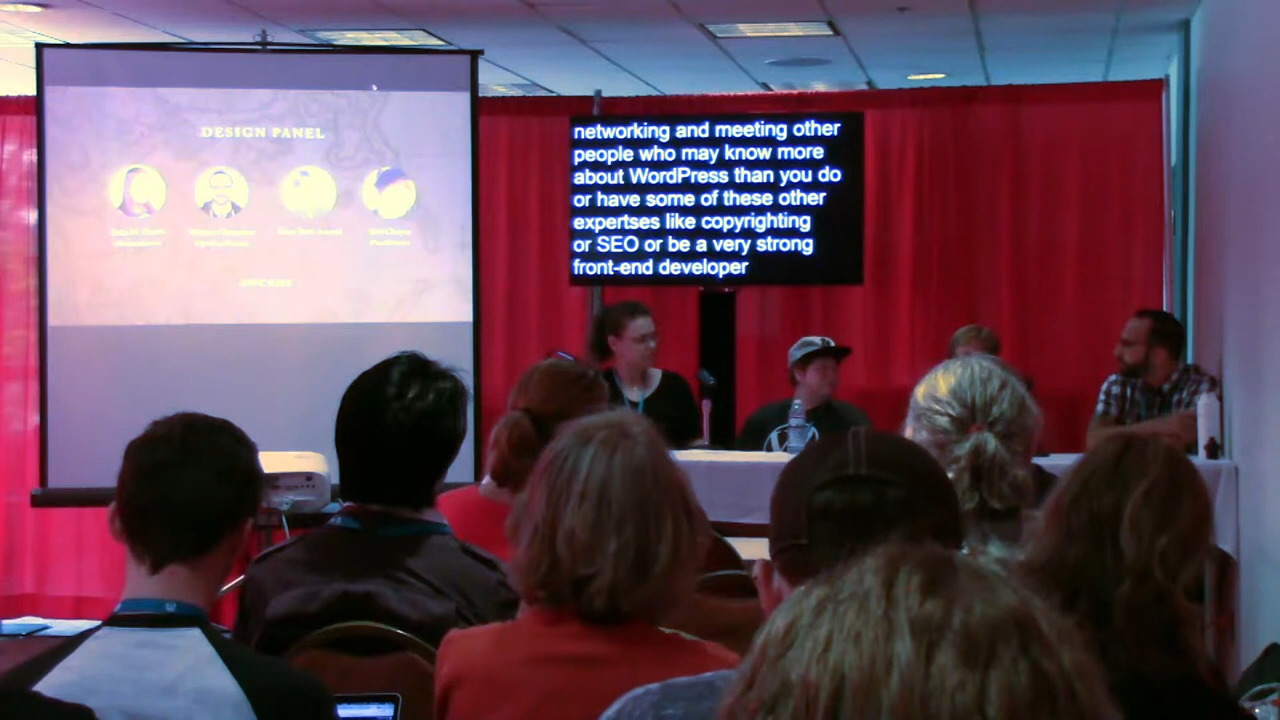 DESIGN PANEL
networking and meeting other
people who may know more
about WordPress than you do
or have some of these other
expertses like copyrighting
or SEO or be a very strong
front-end developer